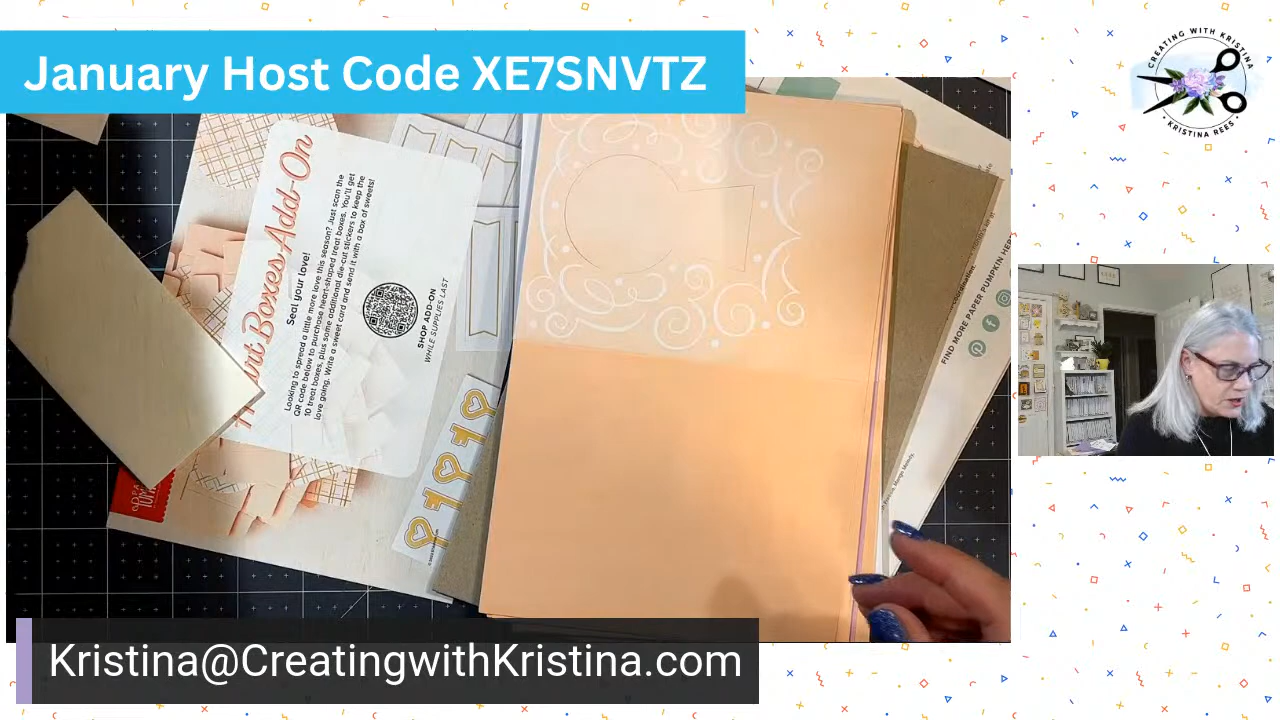 January Host Code XE7SNVTZ
CREATING WITH KRISTINA
• KRISTINA REES •
Boxes Add-On
Seal your love!
Looking to spread a little more love this season? Just scan the
QR code below to purchase heart-shaped treat boxes. You'll get
10 treat boxes, plus some additional die-cut stickers to keep the
love going. Write a sweet card and send it with a box of sweets!
SHOP ADD-ON
WHILE SUPPLIES LAST
FIND MORE PAPER PUMPKIN HER
Kristina@CreatingwithKristina.com